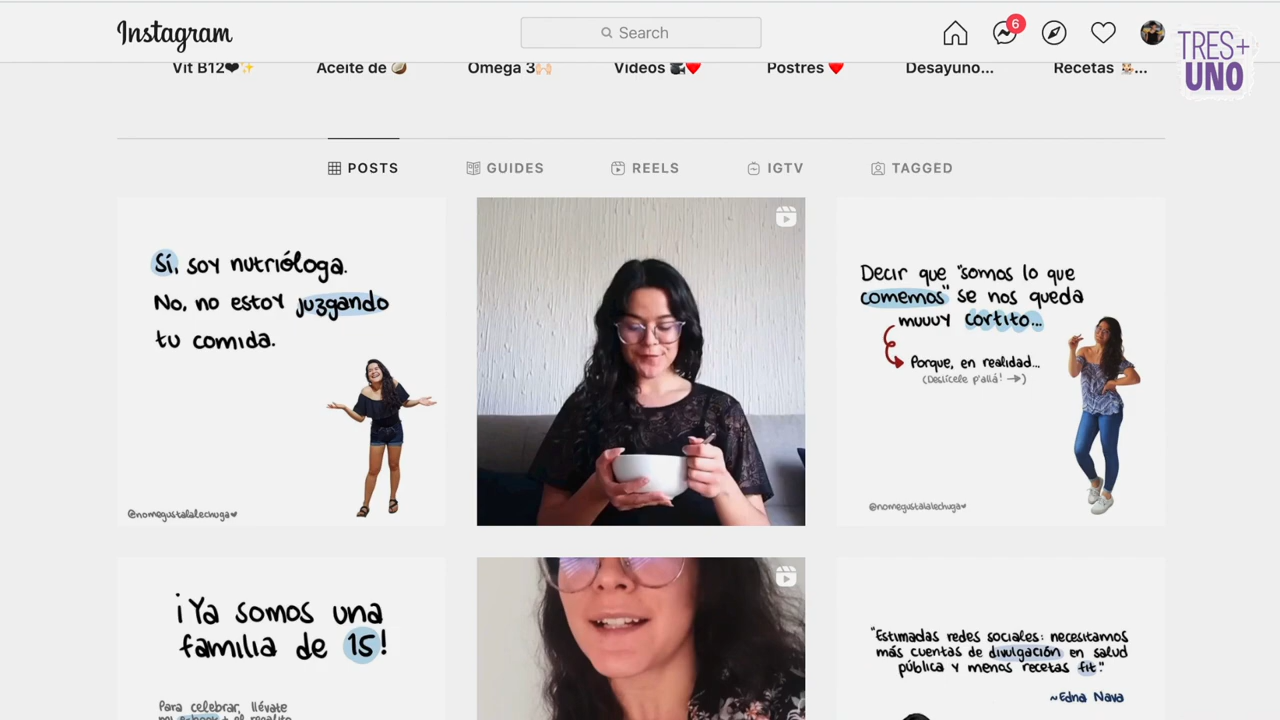 Instagram
Search
6
TRES+
UNO
Vit B12❤✨
Aceite de 🥥
Omega 3🙌🏻
Videos 📽❤️
Postres ❤️
Desayuno...
Recetas 👩🏻‍🍳...
POSTS
GUIDES
REELS
IGTV
TAGGED
Sí, soy nutrióloga.
No, no estoy juzgando
tu comida.
@nomegustalalechuga
Decir que "somos lo que
comemos" se nos queda
muuuy cortito...
Porque, en realidad...
(Deslícele p'allá! →)
@nomegustalalechuga
¡Ya somos una
familia de 15!
Para celebrar, llévate
"Estimadas redes sociales: necesitamos
más cuentas de divulgación en salud
pública y menos recetas fit."
~Edna Nava